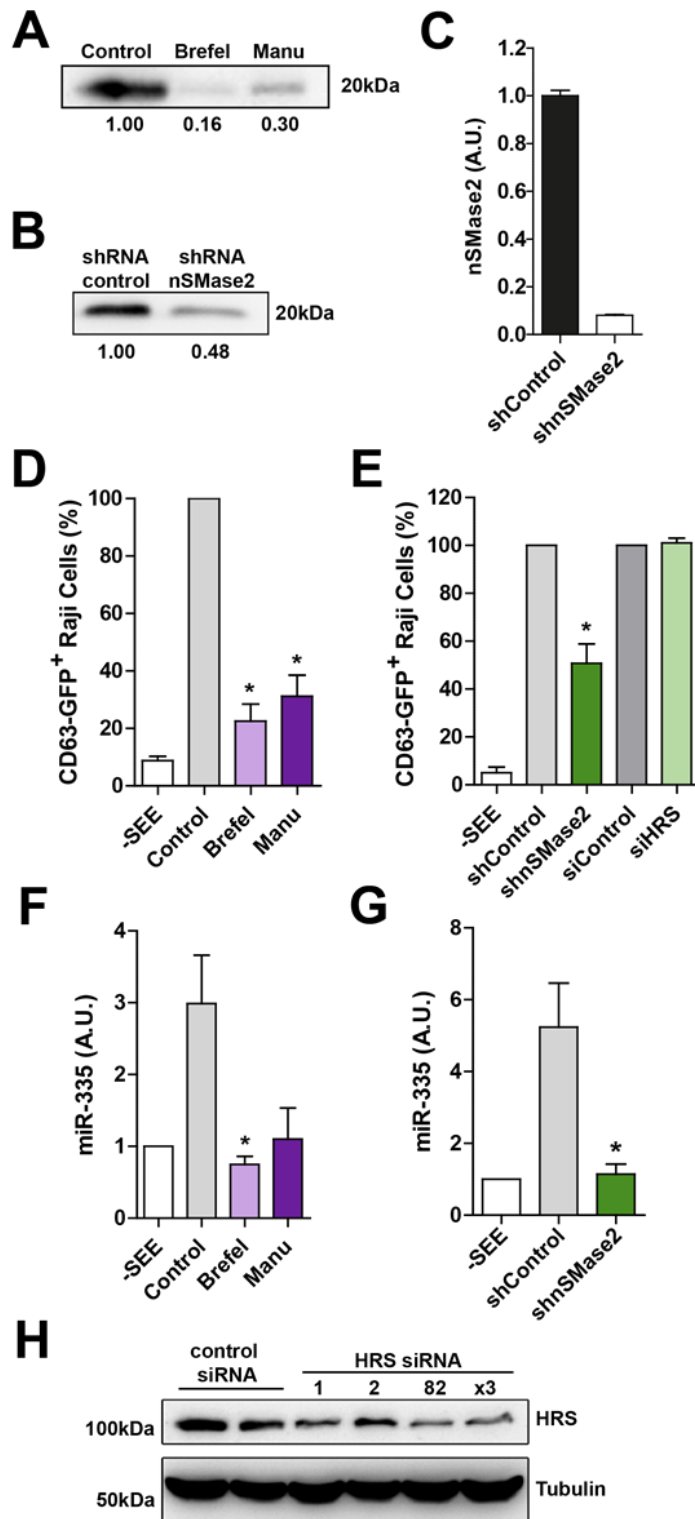 A
Control Brefel Manu
20kDa
1.00 0.16 0.30
B
shRNA shRNA
control nSMase2
20kDa
1.00 0.48
C
nSMase2 (A.U.)
1.2
1.0
0.8
0.6
0.4
0.2
0.0
shControl
shnSMase2
D
CD63-GFP+ Raji Cells (%)
100
80
60
40
20
0
* *
-SEE
Control
Brefel
Manu
E
CD63-GFP+ Raji Cells (%)
120
100
80
60
40
20
0
*
-SEE
shControl
shnSMase2
siControl
siHRS
F
miR-335 (A.U.)
4
3
2
1
0
*
-SEE
Control
Brefel
Manu
G
miR-335 (A.U.)
8
6
4
2
0
*
-SEE
shControl
shnSMase2
H
control
siRNA
HRS siRNA
1 2 82 x3
100kDa
HRS
50kDa
Tubulin